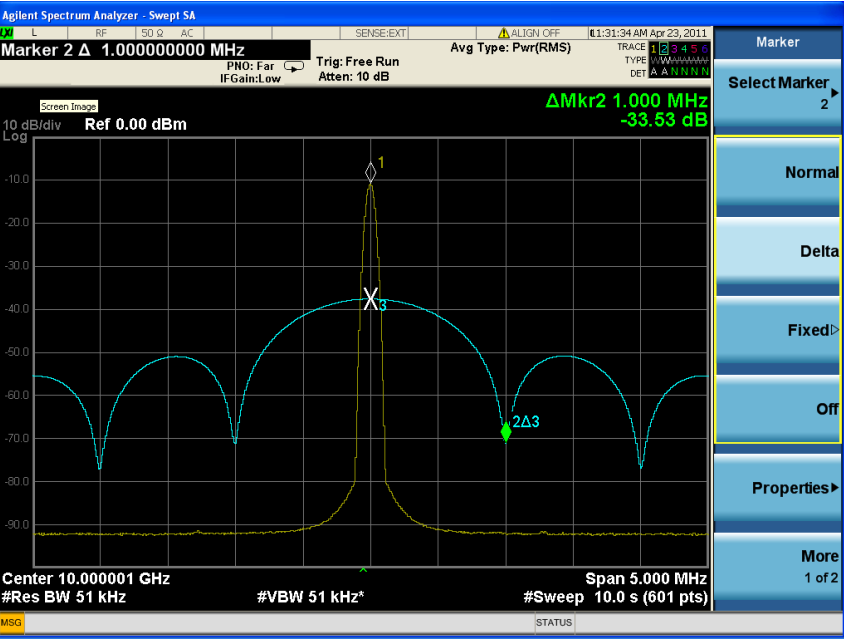 Agilent Spectrum Analyzer - Swept SA
LXI L RF 50 Ω AC SENSE:EXT ALIGN OFF 11:31:34 AM Apr 23, 2011
Marker 2 Δ 1.000000000 MHz
PNO: Far
IFGain:Low
Trig: Free Run
Atten: 10 dB
Avg Type: Pwr(RMS)
TRACE 1 2 3 4 5 6
TYPE
DET A A N N N N
Screen Image
ΔMkr2 1.000 MHz
-33.53 dB
10 dB/div Ref 0.00 dBm
Log
1
-10.0
-20.0
-30.0
3
-40.0
-50.0
-60.0
2Δ3
-70.0
-80.0
-90.0
Center 10.000001 GHz Span 5.000 MHz
#Res BW 51 kHz #VBW 51 kHz* #Sweep 10.0 s (601 pts)
MSG STATUS
Marker
Select Marker
2
Normal
Delta
Fixed
Off
Properties
More
1 of 2